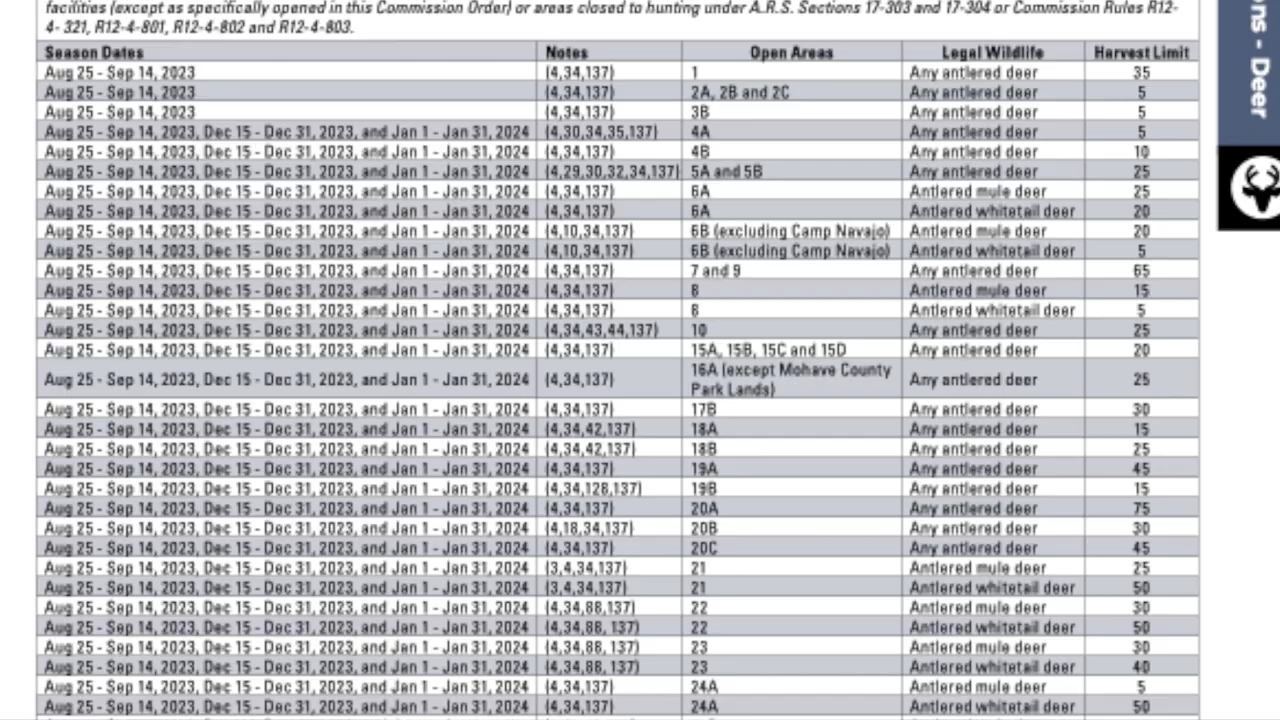 facilities (except as specifically opened in this Commission Order) or areas closed to hunting under A.R.S. Sections 17-303 and 17-304 or Commission Rules R12-
4- 321, R12-4-801, R12-4-802 and R12-4-803.
Season Dates Notes Open Areas Legal Wildlife Harvest Limit
Aug 25 - Sep 14, 2023 (4,34,137) 1 Any antlered deer 35
Aug 25 - Sep 14, 2023 (4,34,137) 2A, 2B and 2C Any antlered deer 5
Aug 25 - Sep 14, 2023 (4,34,137) 3B Any antlered deer 5
Aug 25 - Sep 14, 2023, Dec 15 - Dec 31, 2023, and Jan 1 - Jan 31, 2024 (4,30,34,35,137) 4A Any antlered deer 5
Aug 25 - Sep 14, 2023, Dec 15 - Dec 31, 2023, and Jan 1 - Jan 31, 2024 (4,34,137) 4B Any antlered deer 10
Aug 25 - Sep 14, 2023, Dec 15 - Dec 31, 2023, and Jan 1 - Jan 31, 2024 (4,29,30,32,34,137) 5A and 5B Any antlered deer 25
Aug 25 - Sep 14, 2023, Dec 15 - Dec 31, 2023, and Jan 1 - Jan 31, 2024 (4,34,137) 6A Antlered mule deer 25
Aug 25 - Sep 14, 2023, Dec 15 - Dec 31, 2023, and Jan 1 - Jan 31, 2024 (4,34,137) 6A Antlered whitetail deer 20
Aug 25 - Sep 14, 2023, Dec 15 - Dec 31, 2023, and Jan 1 - Jan 31, 2024 (4,10,34,137) 6B (excluding Camp Navajo) Antlered mule deer 20
Aug 25 - Sep 14, 2023, Dec 15 - Dec 31, 2023, and Jan 1 - Jan 31, 2024 (4,10,34,137) 6B (excluding Camp Navajo) Antlered whitetail deer 5
Aug 25 - Sep 14, 2023, Dec 15 - Dec 31, 2023, and Jan 1 - Jan 31, 2024 (4,34,137) 7 and 9 Any antlered deer 65
Aug 25 - Sep 14, 2023, Dec 15 - Dec 31, 2023, and Jan 1 - Jan 31, 2024 (4,34,137) 8 Antlered mule deer 15
Aug 25 - Sep 14, 2023, Dec 15 - Dec 31, 2023, and Jan 1 - Jan 31, 2024 (4,34,137) 8 Antlered whitetail deer 5
Aug 25 - Sep 14, 2023, Dec 15 - Dec 31, 2023, and Jan 1 - Jan 31, 2024 (4,34,43,44,137) 10 Any antlered deer 25
Aug 25 - Sep 14, 2023, Dec 15 - Dec 31, 2023, and Jan 1 - Jan 31, 2024 (4,34,137) 15A, 15B, 15C and 15D Any antlered deer 20
Aug 25 - Sep 14, 2023, Dec 15 - Dec 31, 2023, and Jan 1 - Jan 31, 2024 (4,34,137) 16A (except Mohave County Any antlered deer 25
Park Lands)
Aug 25 - Sep 14, 2023, Dec 15 - Dec 31, 2023, and Jan 1 - Jan 31, 2024 (4,34,137) 17B Any antlered deer 30
Aug 25 - Sep 14, 2023, Dec 15 - Dec 31, 2023, and Jan 1 - Jan 31, 2024 (4,34,42,137) 18A Any antlered deer 15
Aug 25 - Sep 14, 2023, Dec 15 - Dec 31, 2023, and Jan 1 - Jan 31, 2024 (4,34,42,137) 18B Any antlered deer 25
Aug 25 - Sep 14, 2023, Dec 15 - Dec 31, 2023, and Jan 1 - Jan 31, 2024 (4,34,137) 19A Any antlered deer 45
Aug 25 - Sep 14, 2023, Dec 15 - Dec 31, 2023, and Jan 1 - Jan 31, 2024 (4,34,128,137) 19B Any antlered deer 15
Aug 25 - Sep 14, 2023, Dec 15 - Dec 31, 2023, and Jan 1 - Jan 31, 2024 (4,34,137) 20A Any antlered deer 75
Aug 25 - Sep 14, 2023, Dec 15 - Dec 31, 2023, and Jan 1 - Jan 31, 2024 (4,18,34,137) 20B Any antlered deer 30
Aug 25 - Sep 14, 2023, Dec 15 - Dec 31, 2023, and Jan 1 - Jan 31, 2024 (4,34,137) 20C Any antlered deer 45
Aug 25 - Sep 14, 2023, Dec 15 - Dec 31, 2023, and Jan 1 - Jan 31, 2024 (3,4,34,137) 21 Antlered mule deer 25
Aug 25 - Sep 14, 2023, Dec 15 - Dec 31, 2023, and Jan 1 - Jan 31, 2024 (3,4,34,137) 21 Antlered whitetail deer 50
Aug 25 - Sep 14, 2023, Dec 15 - Dec 31, 2023, and Jan 1 - Jan 31, 2024 (4,34,88,137) 22 Antlered mule deer 30
Aug 25 - Sep 14, 2023, Dec 15 - Dec 31, 2023, and Jan 1 - Jan 31, 2024 (4,34,88, 137) 22 Antlered whitetail deer 50
Aug 25 - Sep 14, 2023, Dec 15 - Dec 31, 2023, and Jan 1 - Jan 31, 2024 (4,34,88, 137) 23 Antlered mule deer 30
Aug 25 - Sep 14, 2023, Dec 15 - Dec 31, 2023, and Jan 1 - Jan 31, 2024 (4,34,88, 137) 23 Antlered whitetail deer 40
Aug 25 - Sep 14, 2023, Dec 15 - Dec 31, 2023, and Jan 1 - Jan 31, 2024 (4,34,137) 24A Antlered mule deer 5
Aug 25 - Sep 14, 2023, Dec 15 - Dec 31, 2023, and Jan 1 - Jan 31, 2024 (4,34,137) 24A Antlered whitetail deer 50
ons - Deer